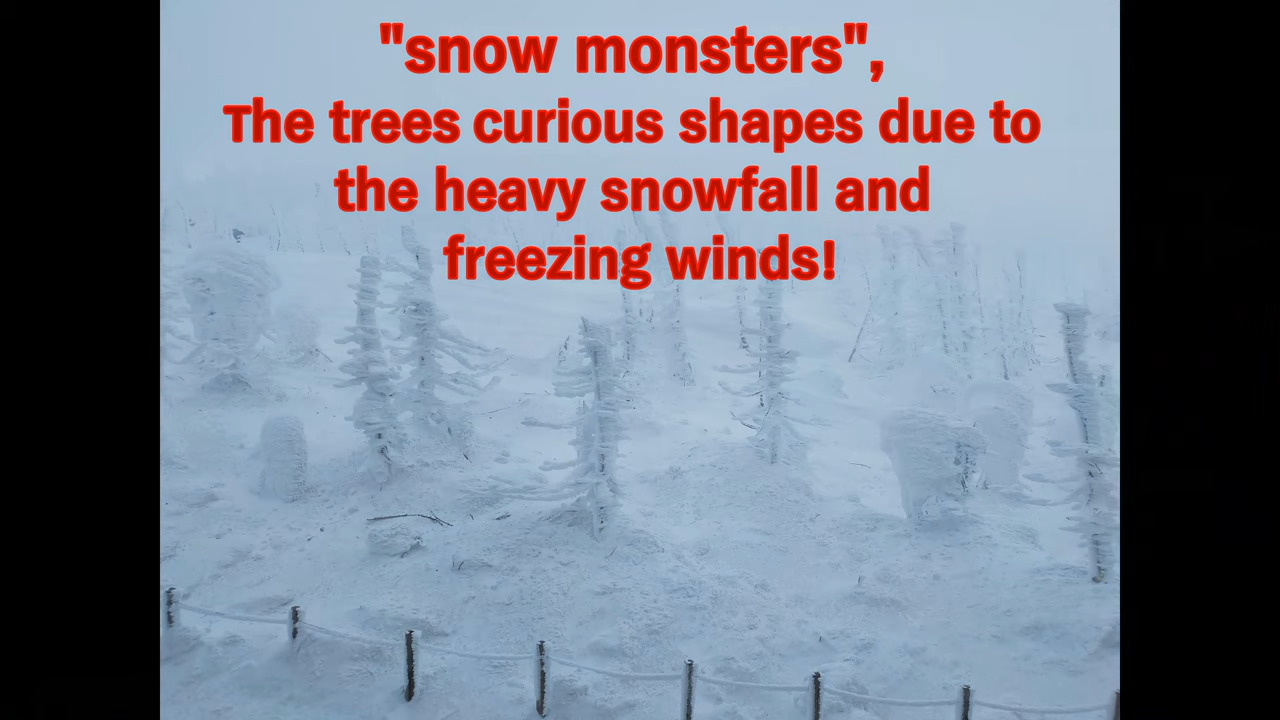 "snow monsters",
The trees curious shapes due to
the heavy snowfall and
freezing winds!